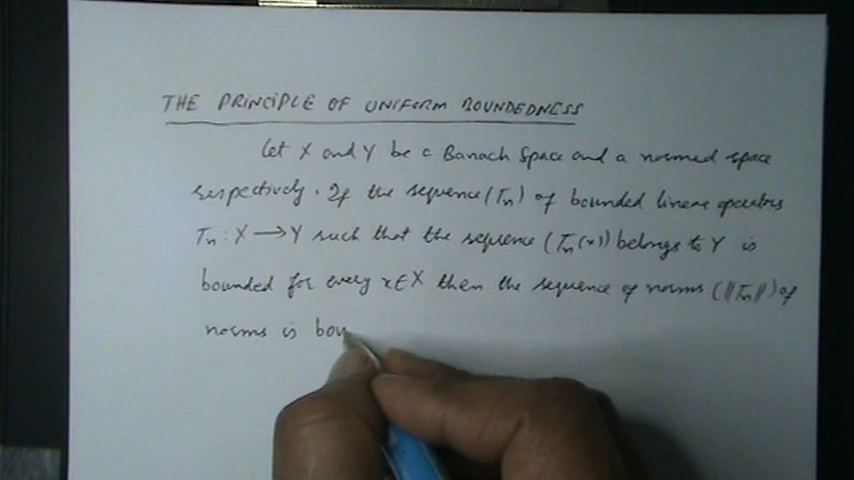 THE PRINCIPLE OF UNIFORM BOUNDEDNESS
Let X and Y be a Banach Space and a normed space
respectively. If the sequence (Tn) of bounded linear operators
Tn : X → Y such that the sequence (Tn(x)) belongs to Y is
bounded for every x ∈ X then the sequence of norms (||Tn||) of
norms is bou